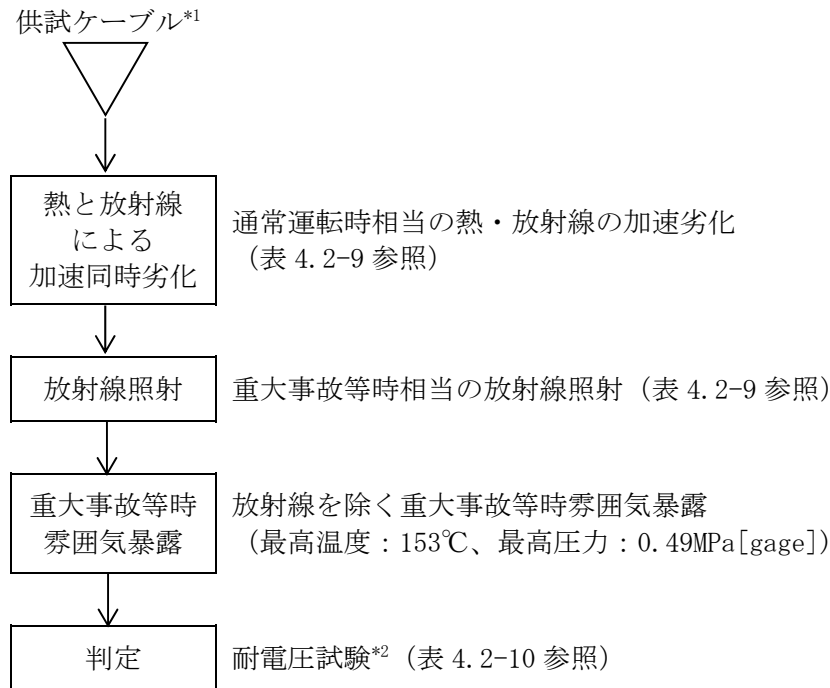 供試ケーブル*1
熱と放射線
による
加速同時劣化
通常運転時相当の熱・放射線の加速劣化
（表 4.2-9 参照）
放射線照射
重大事故等時相当の放射線照射（表 4.2-9 参照）
重大事故等時
雰囲気暴露
放射線を除く重大事故等時雰囲気暴露
（最高温度：153℃、最高圧力：0.49MPa[gage]）
判定
耐電圧試験*2（表 4.2-10 参照）